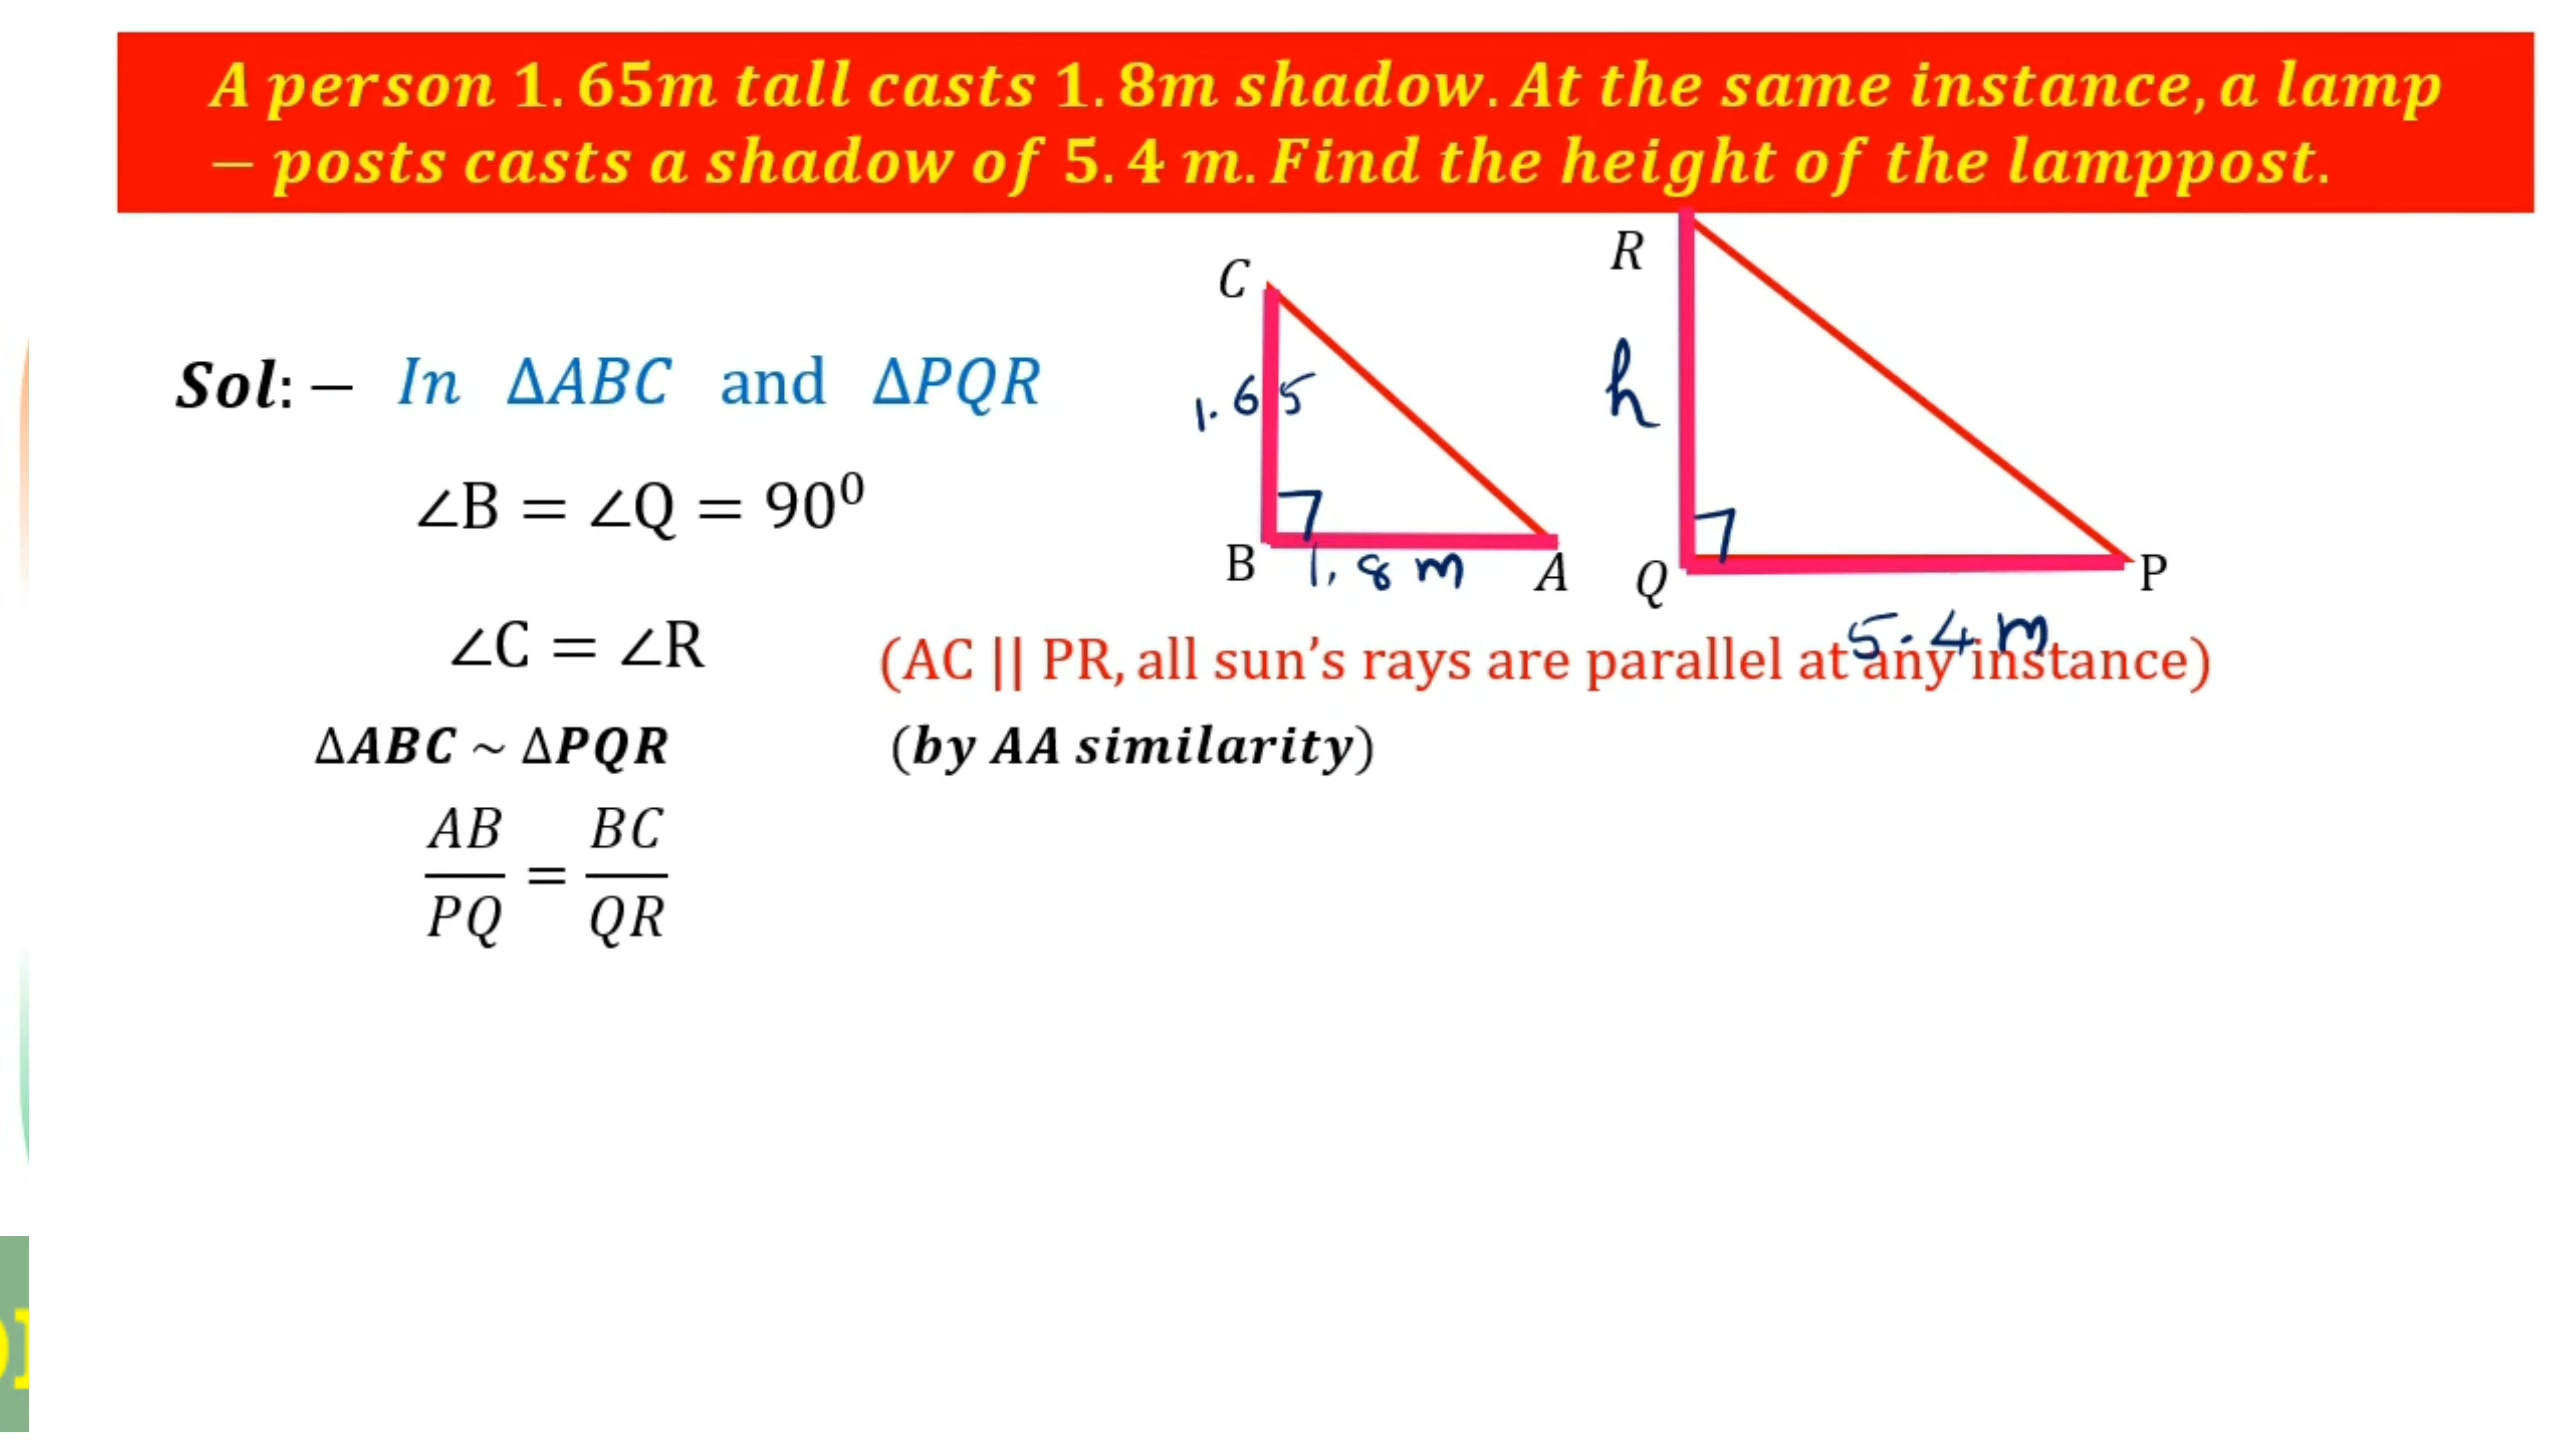 A person 1.65m tall casts 1.8m shadow. At the same instance, a lamp
− posts casts a shadow of 5.4 m. Find the height of the lamppost.
R
C
Sol: − In ΔABC and ΔPQR
1.65
h
∠B = ∠Q = 90⁰
B 1.8 m A Q P
5.4 m
∠C = ∠R (AC || PR, all sun’s rays are parallel at any instance)
ΔABC ~ ΔPQR (by AA similarity)
AB/PQ = BC/QR